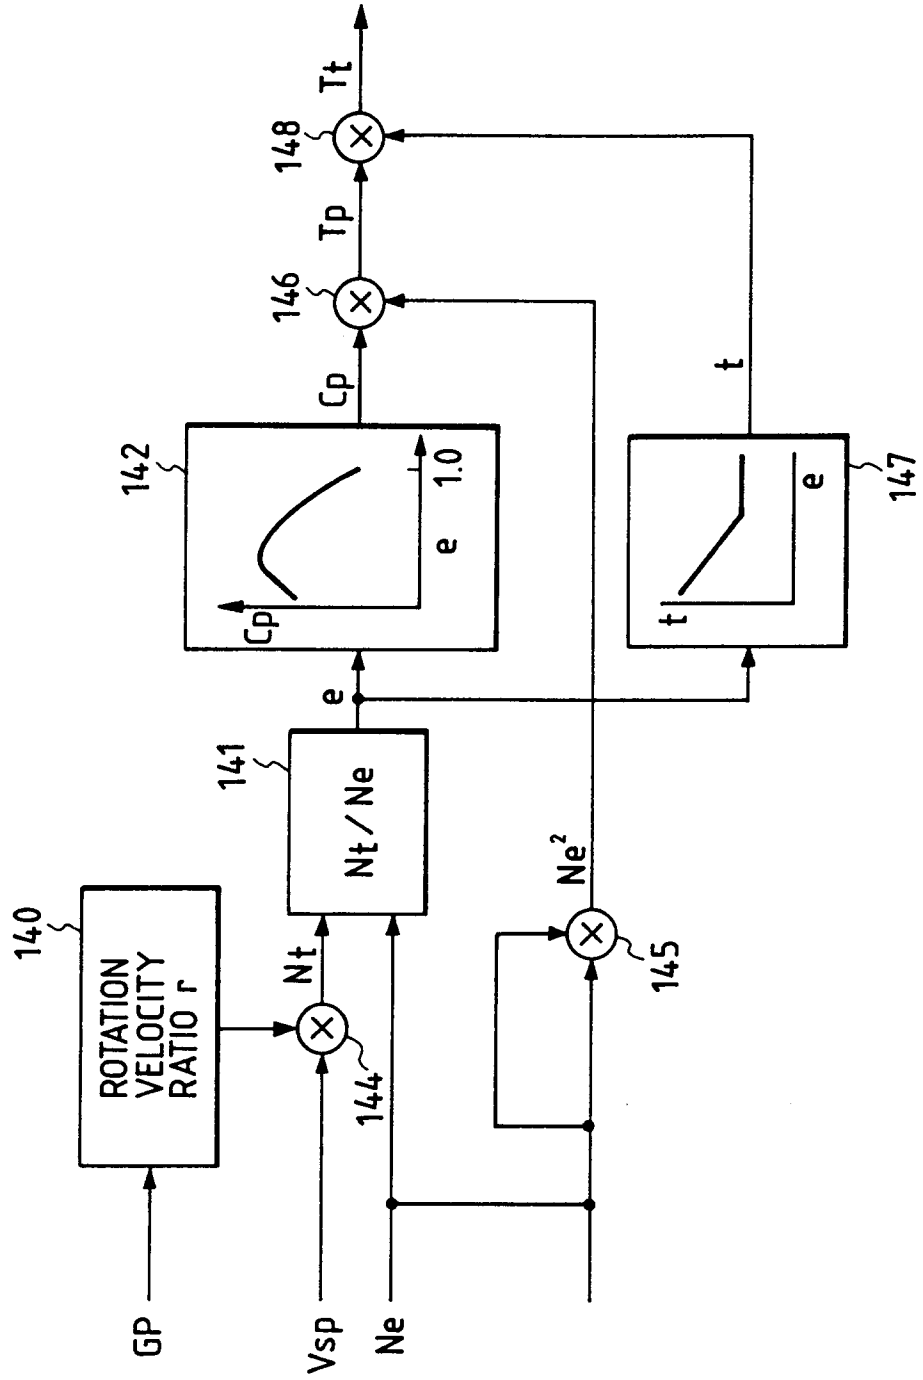 GP
Vsp
Ne
140
ROTATION
VELOCITY
RATIO r
144
Nt
141
Nt / Ne
e
142
Cp
e
1.0
Cp
146
Tp
148
Tt
145
Ne²
147
t
e
t